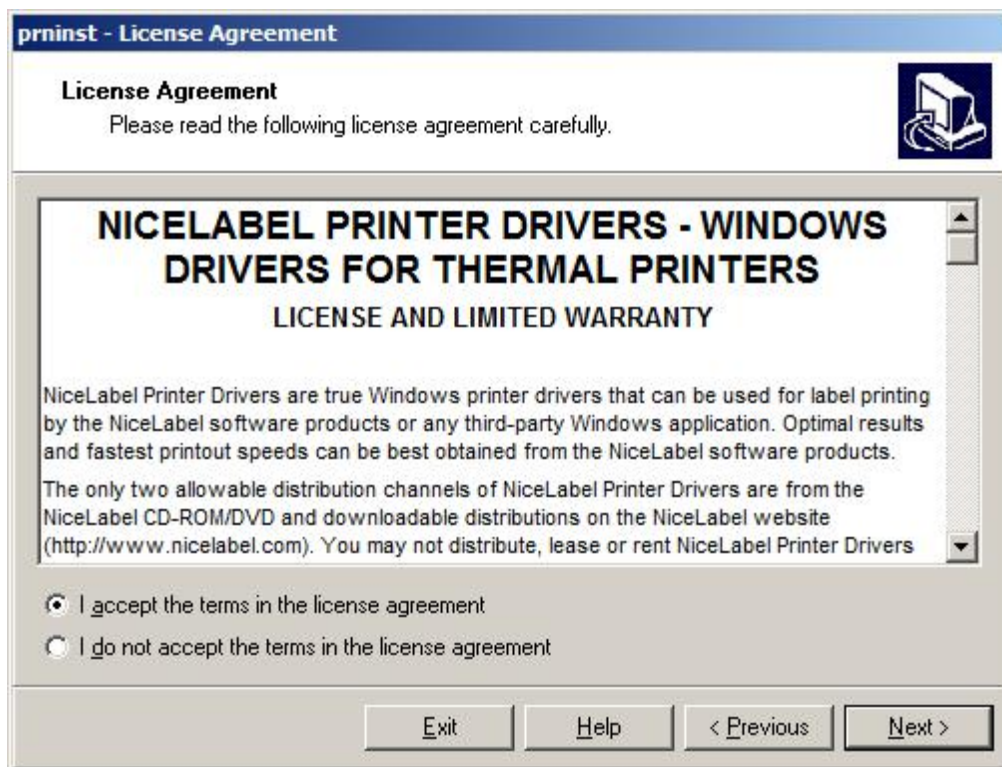 prninst - License Agreement
License Agreement
Please read the following license agreement carefully.
NICELABEL PRINTER DRIVERS - WINDOWS
DRIVERS FOR THERMAL PRINTERS
LICENSE AND LIMITED WARRANTY
NiceLabel Printer Drivers are true Windows printer drivers that can be used for label printing
by the NiceLabel software products or any third-party Windows application. Optimal results
and fastest printout speeds can be best obtained from the NiceLabel software products.
The only two allowable distribution channels of NiceLabel Printer Drivers are from the
NiceLabel CD-ROM/DVD and downloadable distributions on the NiceLabel website
(http://www.nicelabel.com). You may not distribute, lease or rent NiceLabel Printer Drivers
I accept the terms in the license agreement
I do not accept the terms in the license agreement
Exit Help < Previous Next >